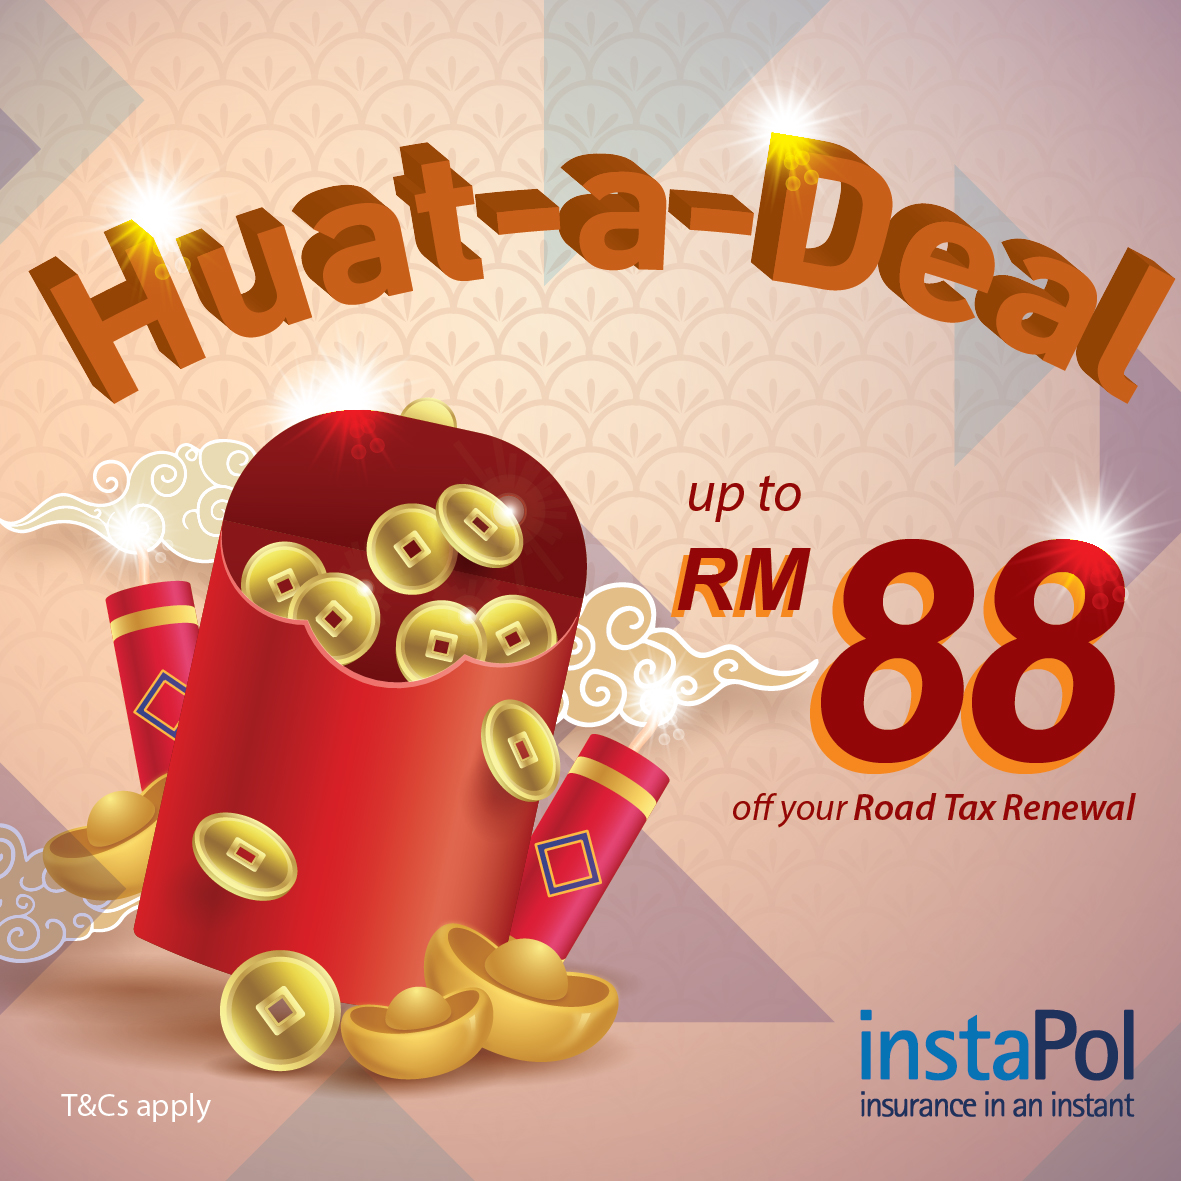 Huat-a-Deal
up to
RM 88
off your Road Tax Renewal
instaPol
insurance in an instant
T&Cs apply